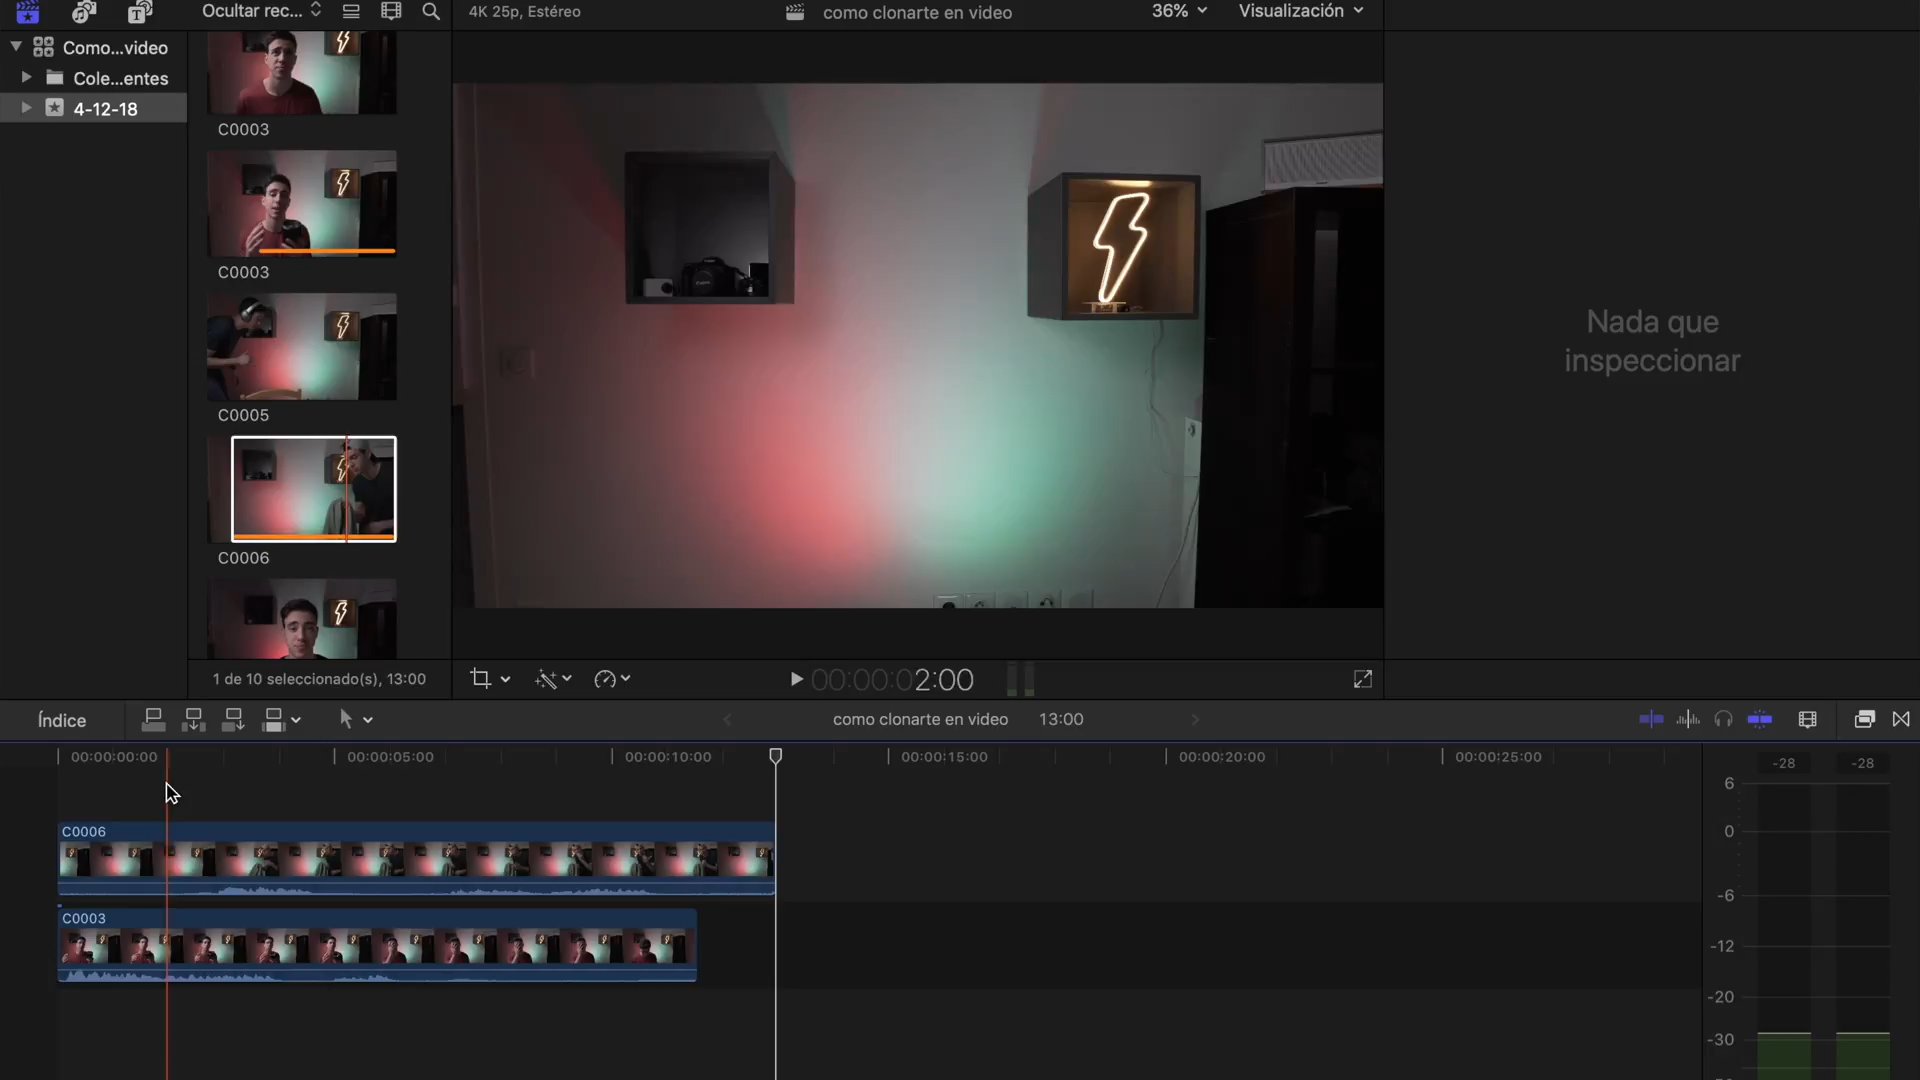 Ocultar rec...
4K 25p, Estéreo
como clonarte en video
36%
Visualización
Como...video
Cole...entes
4-12-18
C0003
C0003
C0005
C0006
Nada que
inspeccionar
1 de 10 seleccionado(s), 13:00
00:00:02:00
Índice
como clonarte en video
13:00
00:00:00:00
00:00:05:00
00:00:10:00
00:00:15:00
00:00:20:00
00:00:25:00
-28
-28
6
0
-6
-12
-20
-30
C0006
C0003